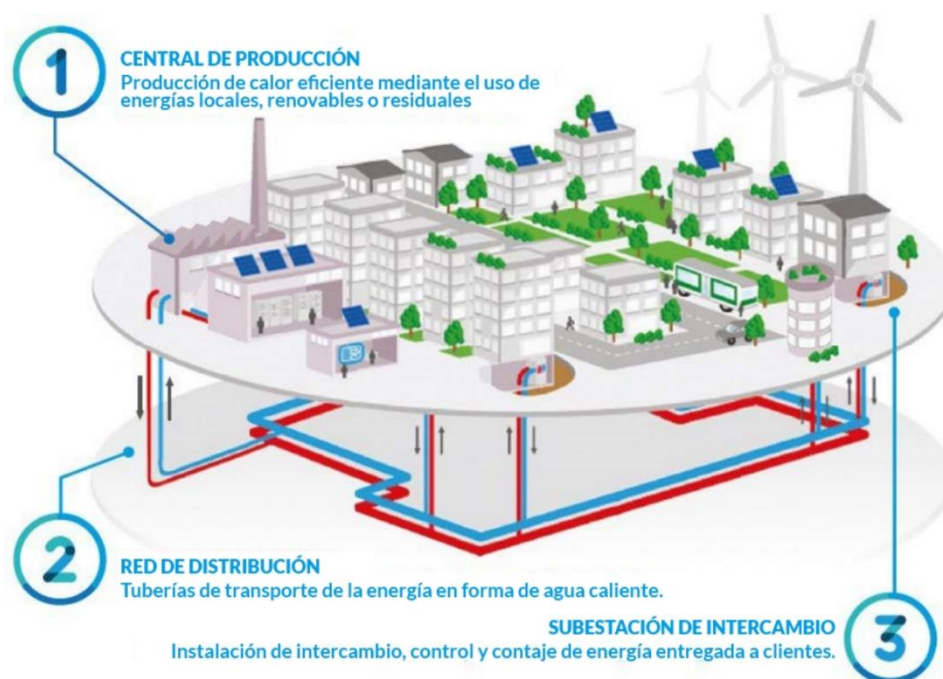 1
CENTRAL DE PRODUCCIÓN
Producción de calor eficiente mediante el uso de
energías locales, renovables o residuales
2
RED DE DISTRIBUCIÓN
Tuberías de transporte de la energía en forma de agua caliente.
SUBESTACIÓN DE INTERCAMBIO
Instalación de intercambio, control y contaje de energía entregada a clientes.
3